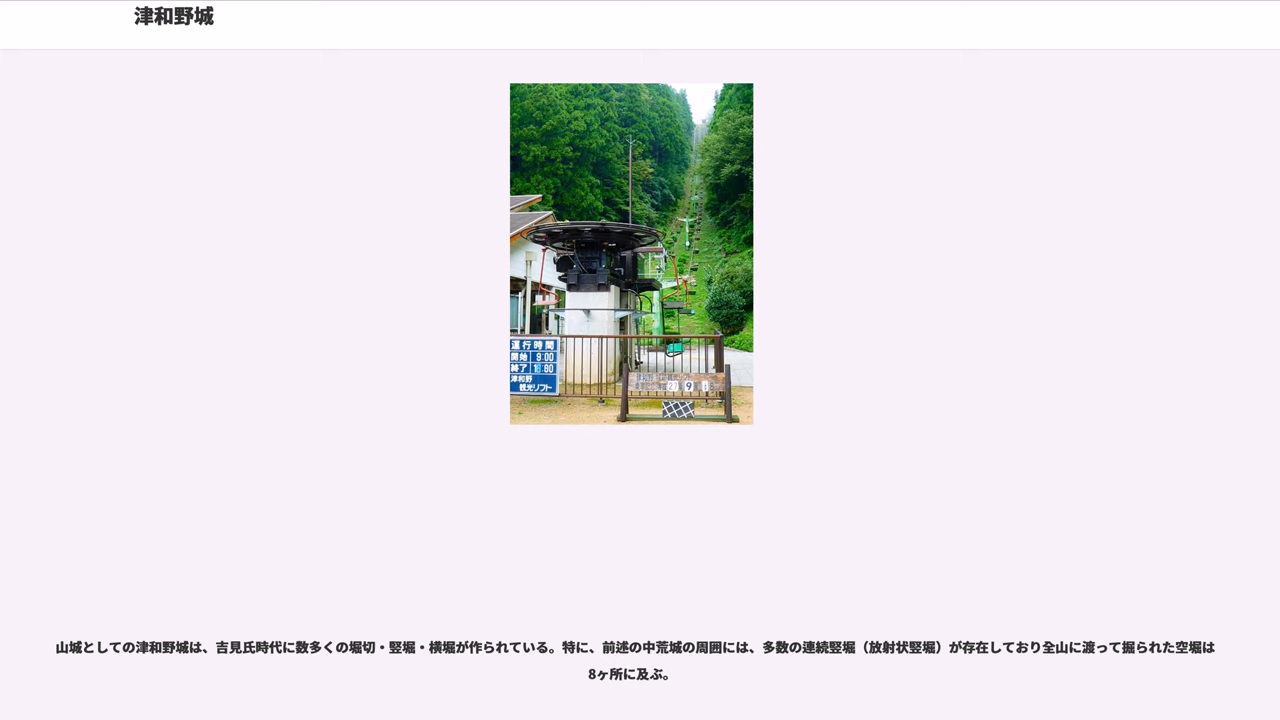 津和野城
運行時間
開始 9:00
終了
津和野
観光リフト
9
山城としての津和野城は、吉見氏時代に数多くの堀切・竪堀・横堀が作られている。特に、前述の中荒城の周囲には、多数の連続竪堀（放射状竪堀）が存在しており全山に渡って掘られた空堀は
8ヶ所に及ぶ。